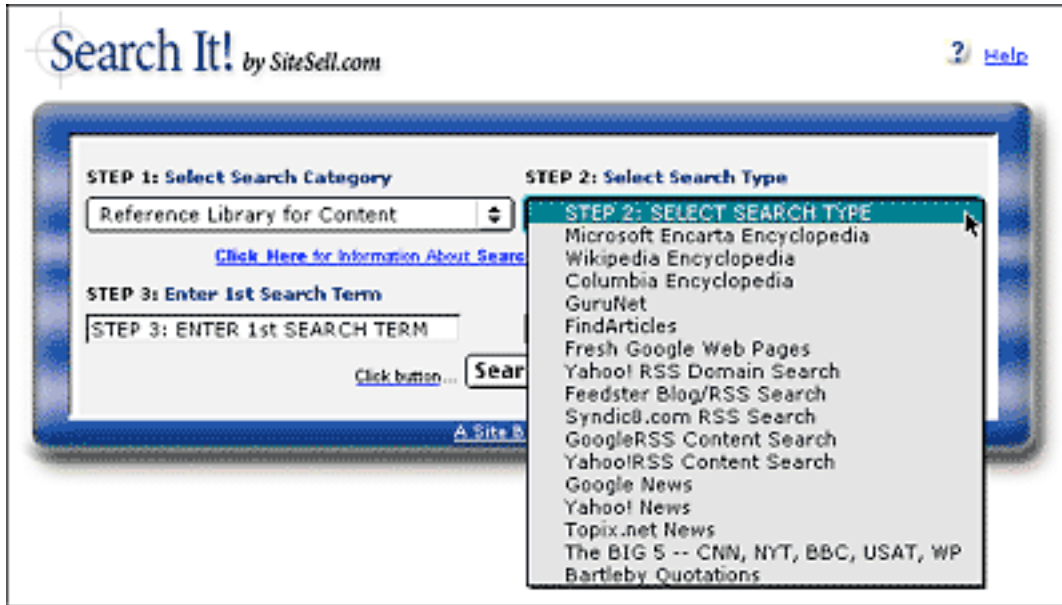 Search It! by SiteSell.com
? Help
STEP 1: Select Search Category
STEP 2: Select Search Type
Reference Library for Content
STEP 2: SELECT SEARCH TYPE
Microsoft Encarta Encyclopedia
Wikipedia Encyclopedia
Columbia Encyclopedia
GuruNet
FindArticles
Fresh Google Web Pages
Yahoo! RSS Domain Search
Feedster Blog/RSS Search
Syndic8.com RSS Search
GoogleRSS Content Search
Yahoo!RSS Content Search
Google News
Yahoo! News
Topix.net News
The BIG 5 -- CNN, NYT, BBC, USAT, WP
Bartleby Quotations
Click Here for Information About Searc
STEP 3: Enter 1st Search Term
STEP 3: ENTER 1st SEARCH TERM
Click button... Sear
A Site B